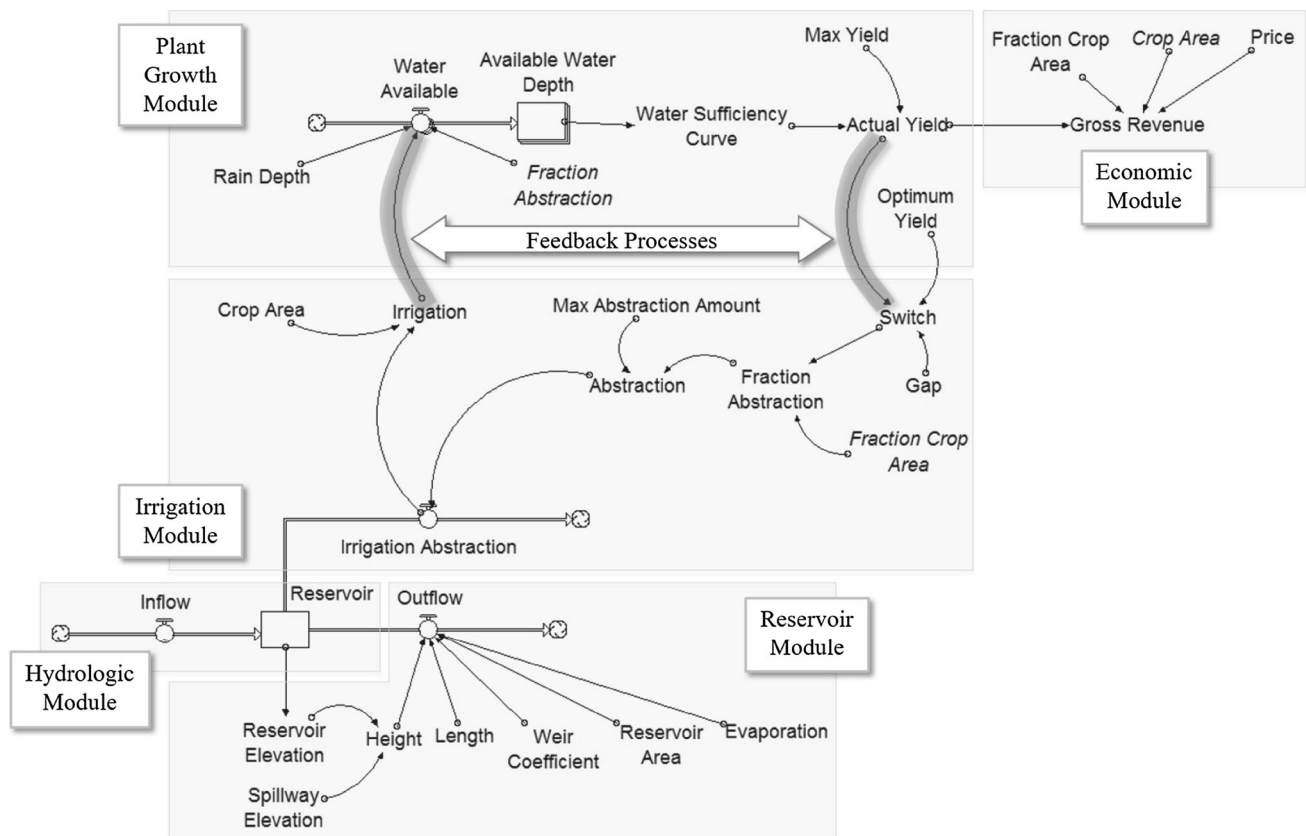 Plant
Growth
Module
Water
Available
Available Water
Depth
Max Yield
Fraction Crop
Area
Crop Area
Price
Water Sufficiency
Curve
Actual Yield
Gross Revenue
Rain Depth
Fraction
Abstraction
Economic
Module
Optimum
Yield
Feedback Processes
Crop Area
Irrigation
Max Abstraction Amount
Switch
Abstraction
Fraction
Abstraction
Gap
Fraction Crop
Area
Irrigation
Module
Irrigation Abstraction
Inflow
Reservoir
Outflow
Reservoir
Module
Hydrologic
Module
Reservoir
Elevation
Height
Length
Weir
Coefficient
Reservoir
Area
Evaporation
Spillway
Elevation